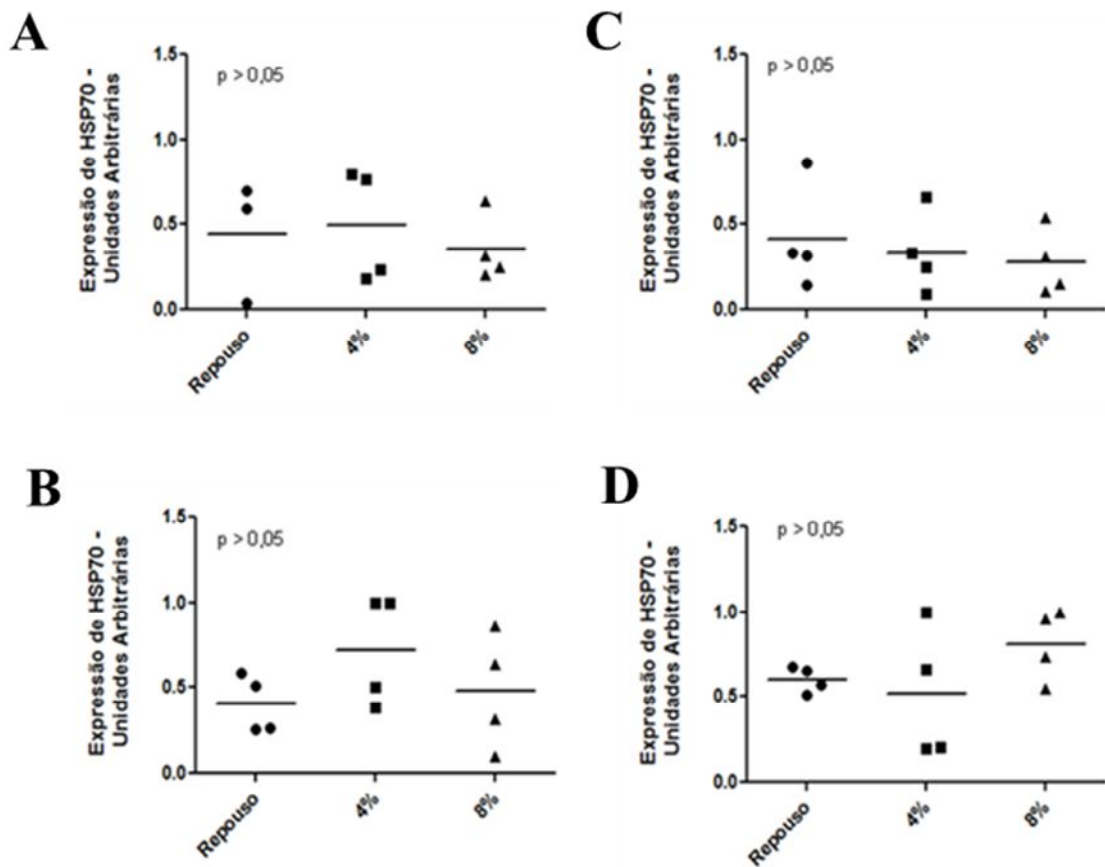 A
Expressão de HSP70 -
Unidades Arbitrárias
1.5
1.0
0.5
0.0
p > 0,05
Repouso
4%
8%
C
Expressão de HSP70 -
Unidades Arbitrárias
1.5
1.0
0.5
0.0
p > 0,05
Repouso
4%
8%
B
Expressão de HSP70 -
Unidades Arbitrárias
1.5
1.0
0.5
0.0
p > 0,05
Repouso
4%
8%
D
Expressão de HSP70 -
Unidades Arbitrárias
1.5
1.0
0.5
0.0
p > 0,05
Repouso
4%
8%